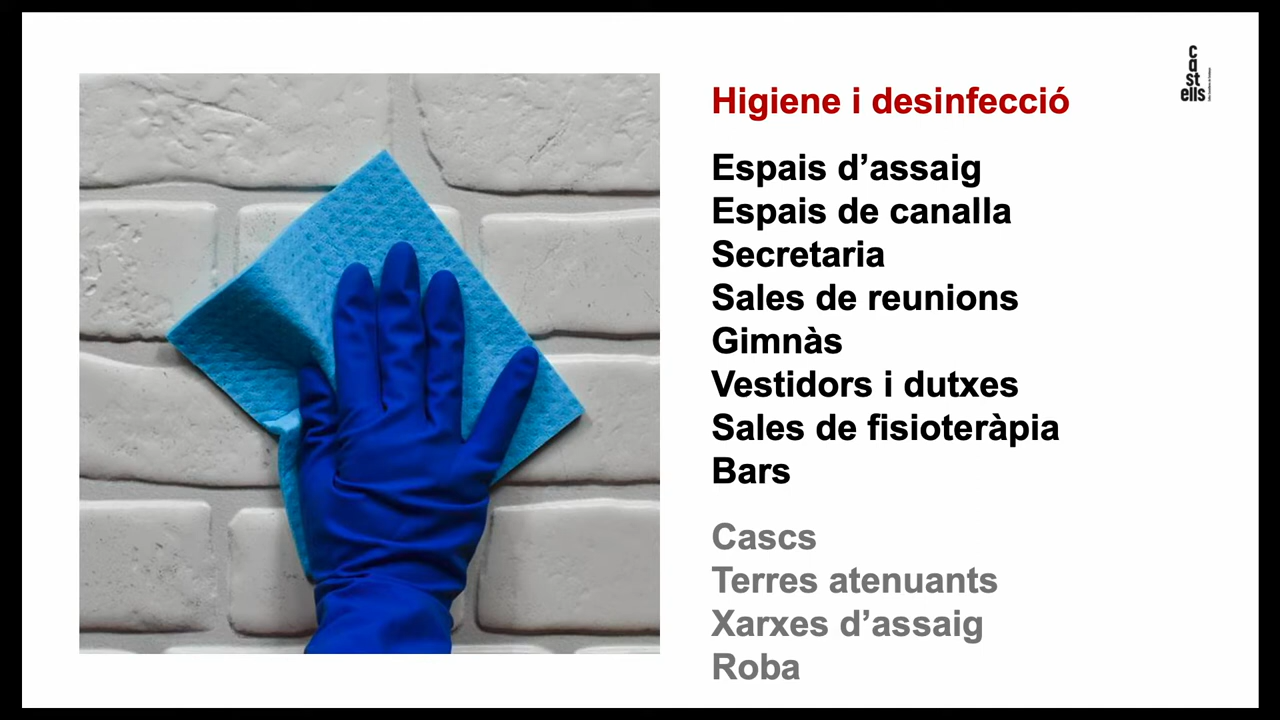 ca
st
ells
Higiene i desinfecció
Espais d’assaig
Espais de canalla
Secretaria
Sales de reunions
Gimnàs
Vestidors i dutxes
Sales de fisioteràpia
Bars
Cascs
Terres atenuants
Xarxes d’assaig
Roba